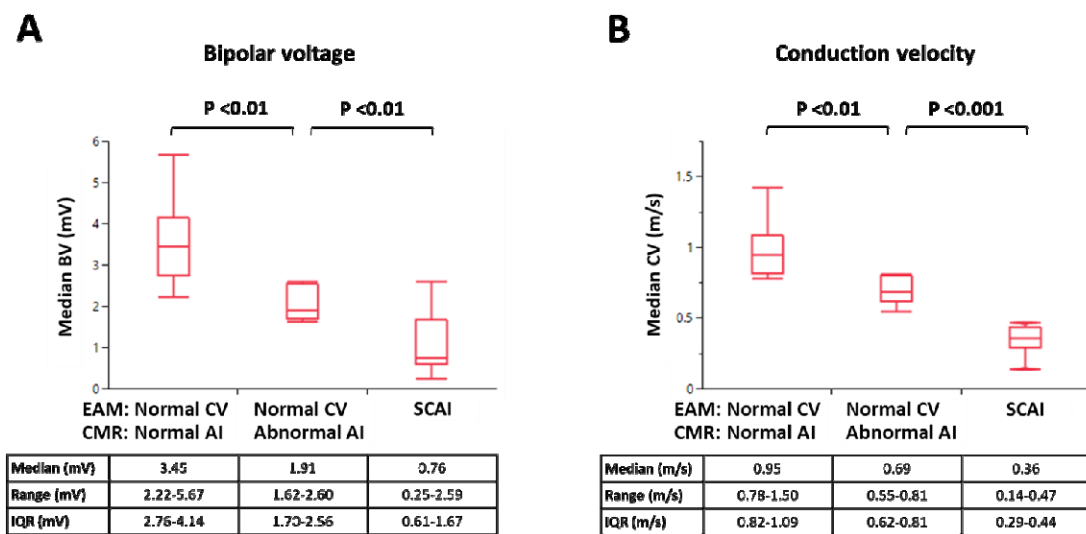 A
Bipolar voltage
P <0.01 P <0.01
Median BV (mV)
6
5
4
3
2
1
0
EAM: Normal CV Normal CV SCAI
CMR: Normal AI Abnormal AI
Median (mV) 3.45 1.91 0.76
Range (mV) 2.22-5.67 1.62-2.60 0.25-2.59
IQR (mV) 2.76-4.14 1.70-2.56 0.61-1.67
B
Conduction velocity
P <0.01 P <0.001
Median CV (m/s)
1.5
1
0.5
0
EAM: Normal CV Normal CV SCAI
CMR: Normal AI Abnormal AI
Median (m/s) 0.95 0.69 0.36
Range (m/s) 0.78-1.50 0.55-0.81 0.14-0.47
IQR (m/s) 0.82-1.09 0.62-0.81 0.29-0.44